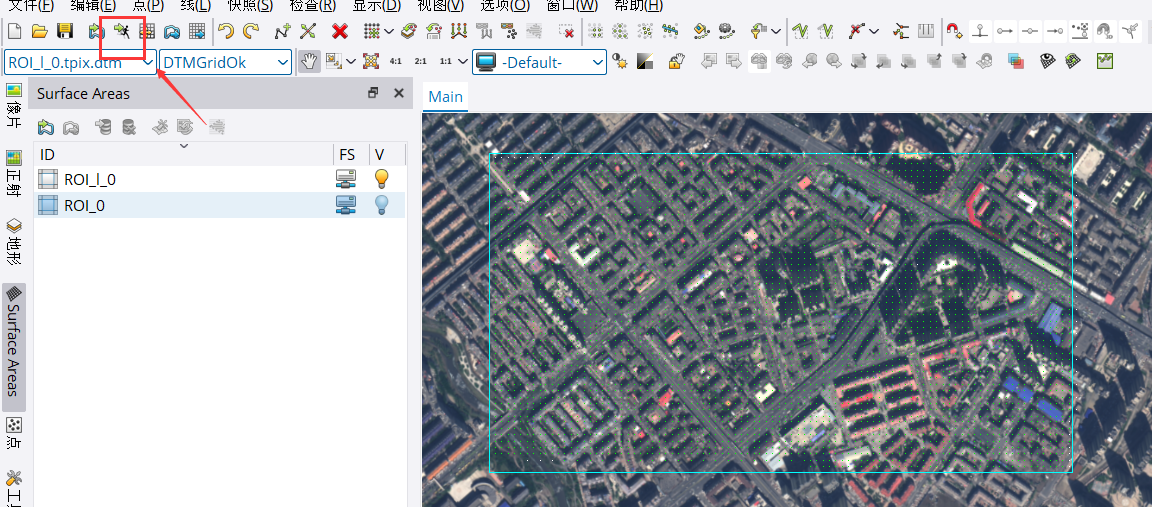 文件(F) 编辑(E) 点(P) 线(L) 快照(S) 检查(R) 显示(D) 视图(V) 选项(O) 窗口(W) 帮助(H)
ROI_l_0.tpix.dtm DTMGridOk 4:1 2:1 1:1 -Default-
像片
正射
地形
Surface Areas
点
Surface Areas
ID FS V
ROI_l_0
ROI_0
Main